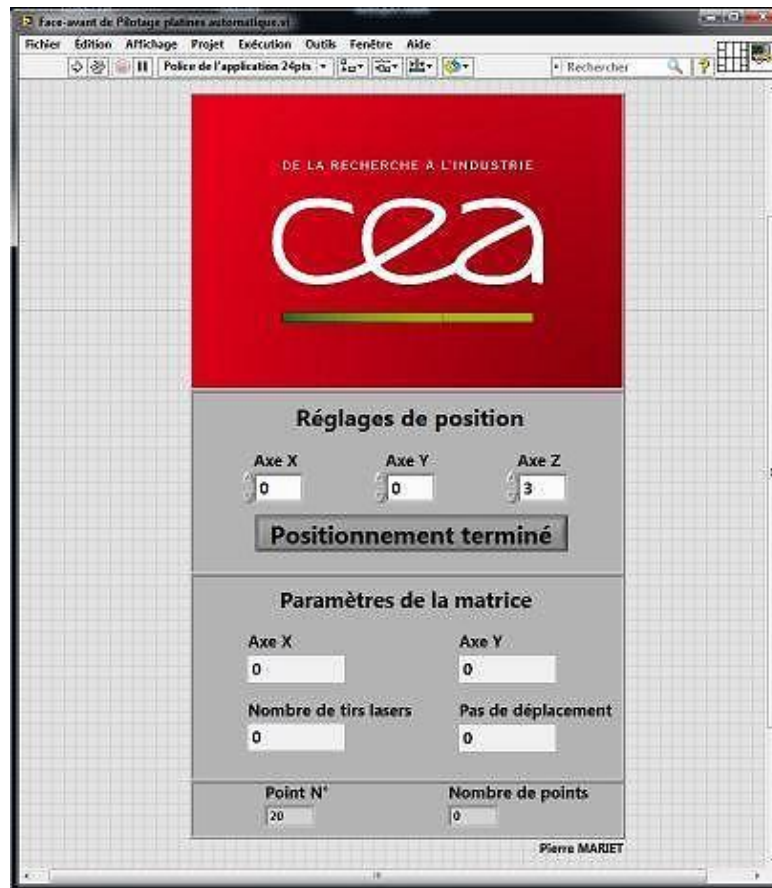 Face-avant de Pilotage platines automatique.vi
Fichier Édition Affichage Projet Exécution Outils Fenêtre Aide
Police de l'application 24pts Rechercher
DE LA RECHERCHE À L'INDUSTRIE
cea
Réglages de position
Axe X Axe Y Axe Z
0 0 3
Positionnement terminé
Paramètres de la matrice
Axe X Axe Y
0 0
Nombre de tirs lasers Pas de déplacement
0 0
Point N° Nombre de points
20 0
Pierre MARIET